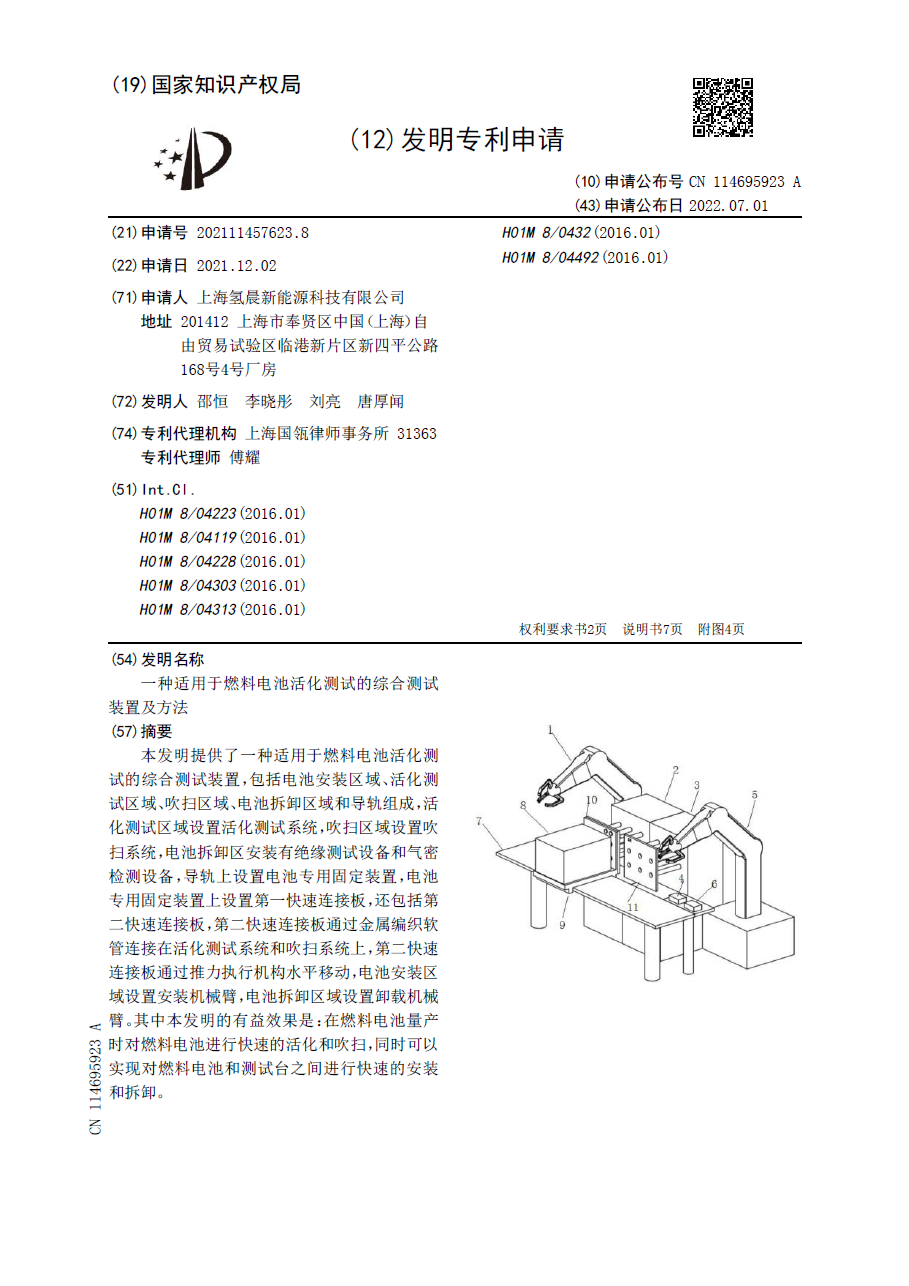 (19)国家知识产权局
(12)发明专利申请
(10)申请公布号 CN 114695923 A
(43)申请公布日 2022.07.01
(21)申请号 202111457623.8
(22)申请日 2021.12.02
(71)申请人 上海氢晨新能源科技有限公司
地址 201412 上海市奉贤区中国(上海)自
由贸易试验区临港新片区新四平公路
168号4号厂房
(72)发明人 邵恒 李晓彤 刘亮 唐厚闻
(74)专利代理机构 上海国瓴律师事务所 31363
专利代理师 傅耀
(51)Int.Cl.
H01M 8/04223(2016.01)
H01M 8/04119(2016.01)
H01M 8/04228(2016.01)
H01M 8/04303(2016.01)
H01M 8/04313(2016.01)
H01M 8/0432(2016.01)
H01M 8/04492(2016.01)
权利要求书2页 说明书7页 附图4页
(54)发明名称
一种适用于燃料电池活化测试的综合测试
装置及方法
(57)摘要
本发明提供了一种适用于燃料电池活化测
试的综合测试装置,包括电池安装区域、活化测
试区域、吹扫区域、电池拆卸区域和导轨组成,活
化测试区域设置活化测试系统,吹扫区域设置吹
扫系统,电池拆卸区安装有绝缘测试设备和气密
检测设备,导轨上设置电池专用固定装置,电池
专用固定装置上设置第一快速连接板,还包括第
二快速连接板,第二快速连接板通过金属编织软
管连接在活化测试系统和吹扫系统上,第二快速
连接板通过推力执行机构水平移动,电池安装区
域设置安装机械臂,电池拆卸区域设置卸载机械
臂。其中本发明的有益效果是:在燃料电池量产
时对燃料电池进行快速的活化和吹扫,同时可以
实现对燃料电池和测试台之间进行快速的安装
和拆卸。
1
2
3
5
10
8
7
4
6
11
9
CN 114695923 A